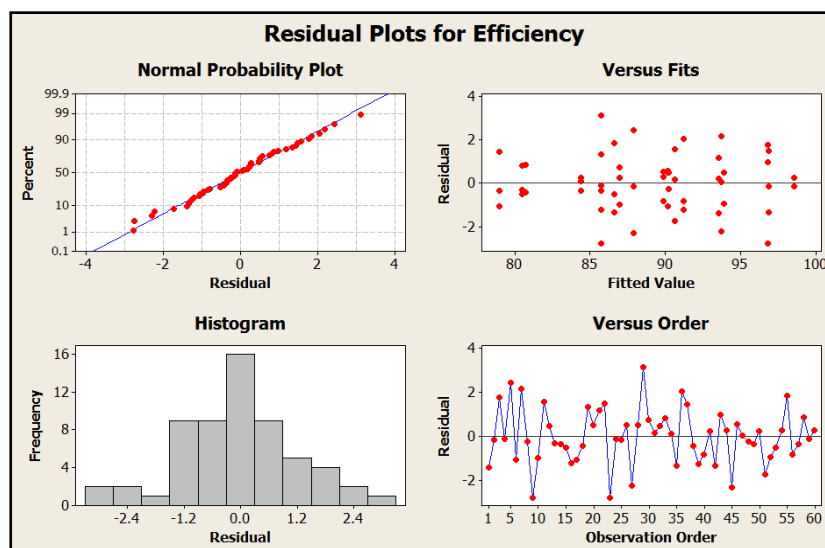 Residual Plots for Efficiency
Normal Probability Plot
99.9
99
90
50
10
1
0.1
Percent
-4 -2 0 2 4
Residual
Versus Fits
4
2
0
-2
Residual
80 85 90 95 100
Fitted Value
Histogram
16
12
8
4
0
Frequency
-2.4 -1.2 0.0 1.2 2.4
Residual
Versus Order
4
2
0
-2
Residual
1 5 10 15 20 25 30 35 40 45 50 55 60
Observation Order